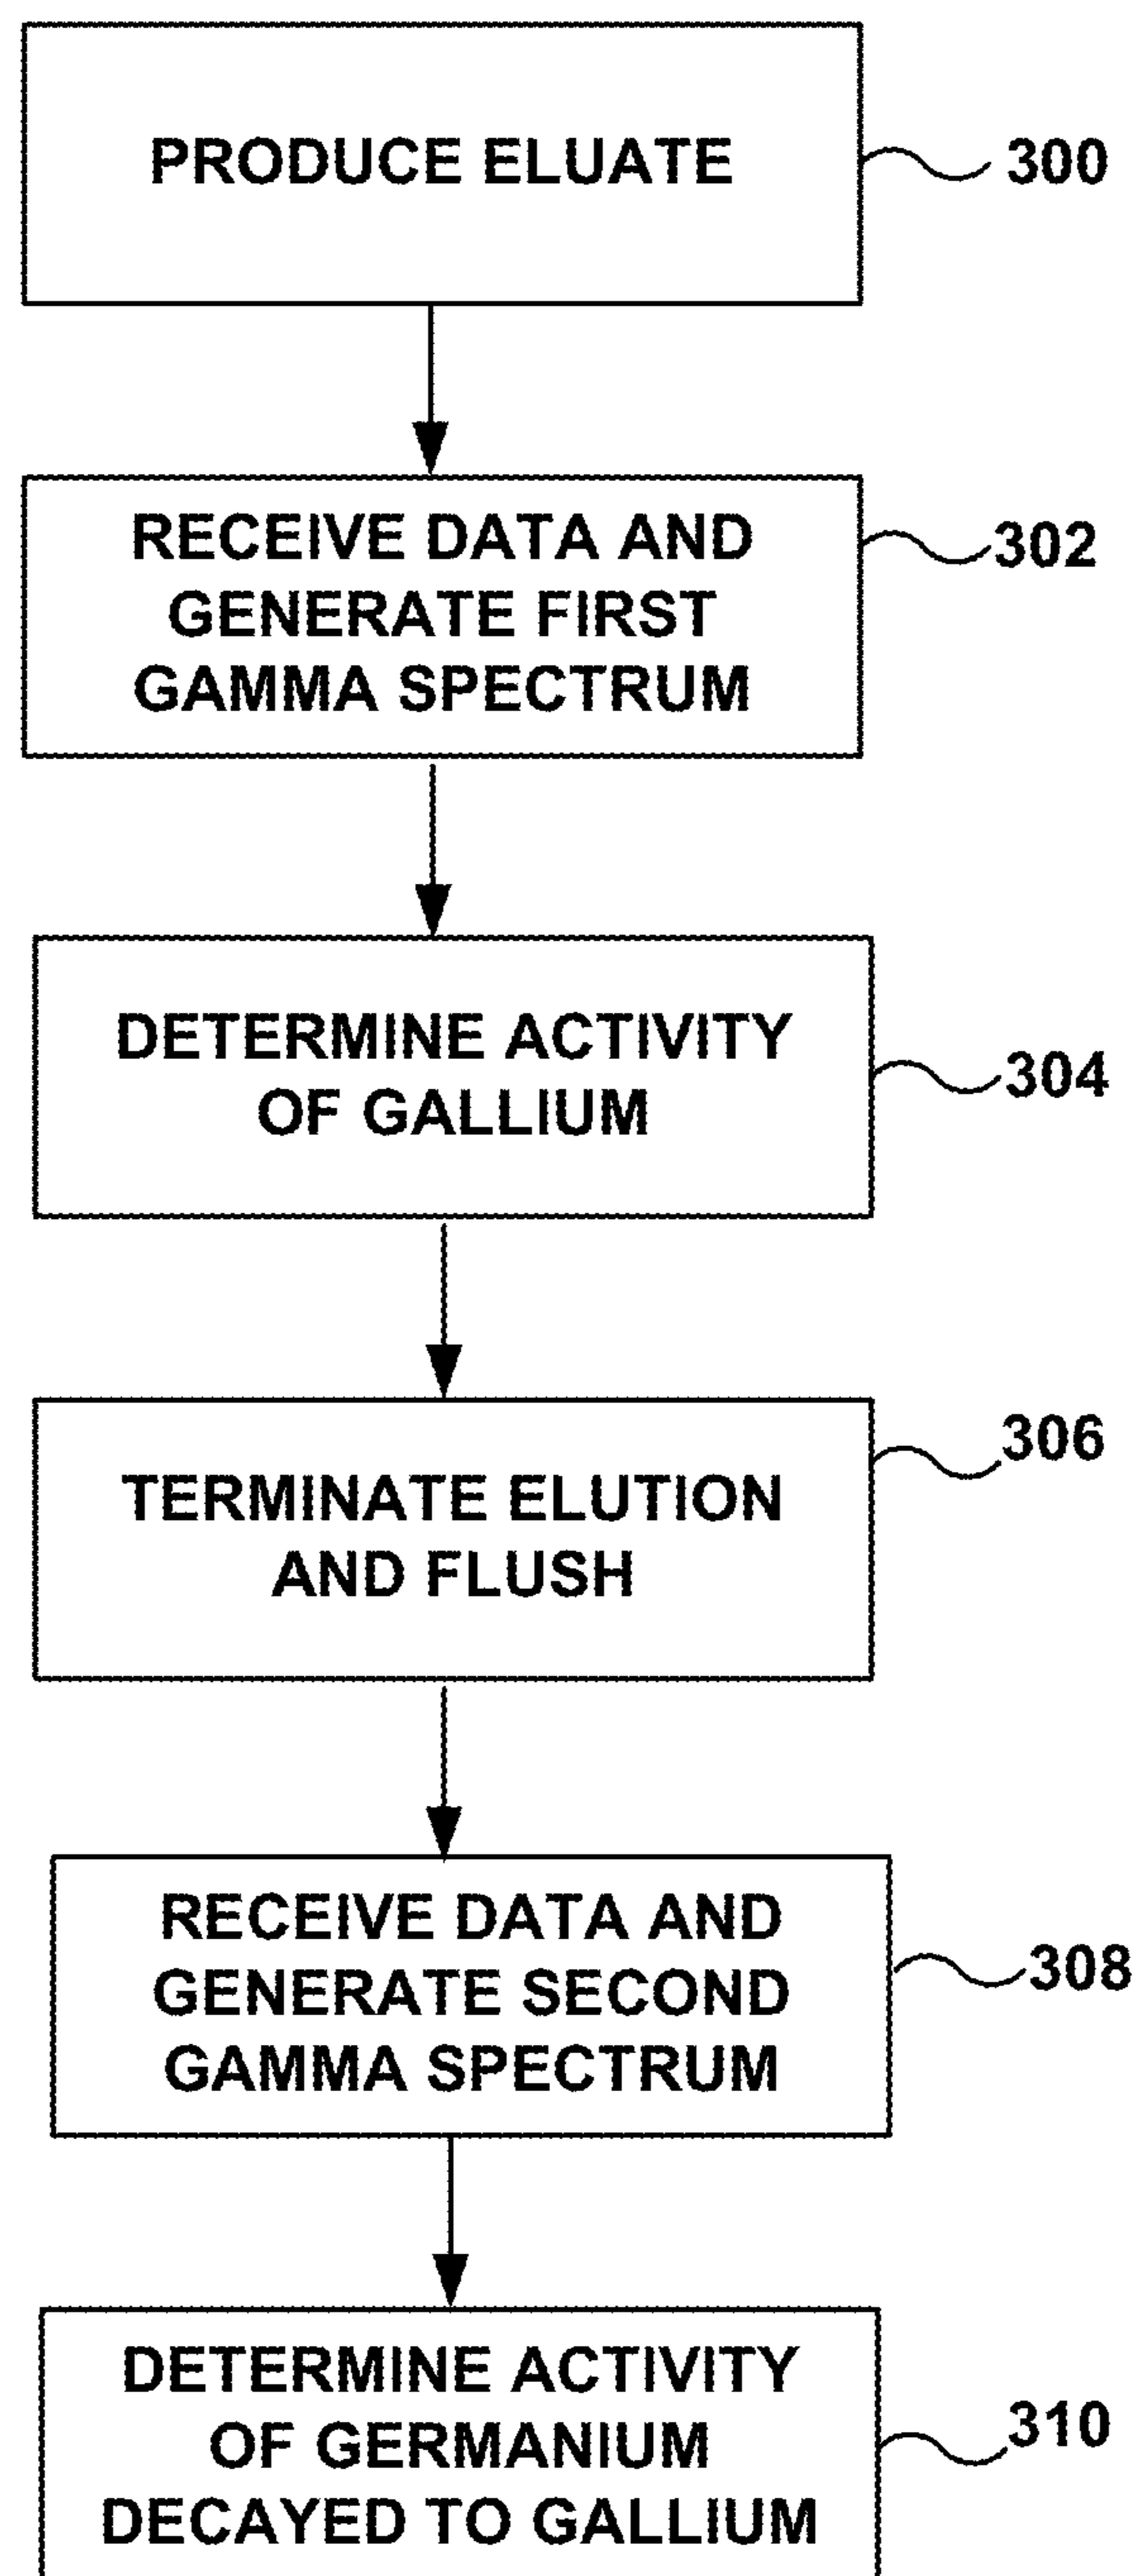 PRODUCE ELUATE
300
RECEIVE DATA AND
GENERATE FIRST
GAMMA SPECTRUM
302
DETERMINE ACTIVITY
OF GALLIUM
304
TERMINATE ELUTION
AND FLUSH
306
RECEIVE DATA AND
GENERATE SECOND
GAMMA SPECTRUM
308
DETERMINE ACTIVITY
OF GERMANIUM
DECAYED TO GALLIUM
310